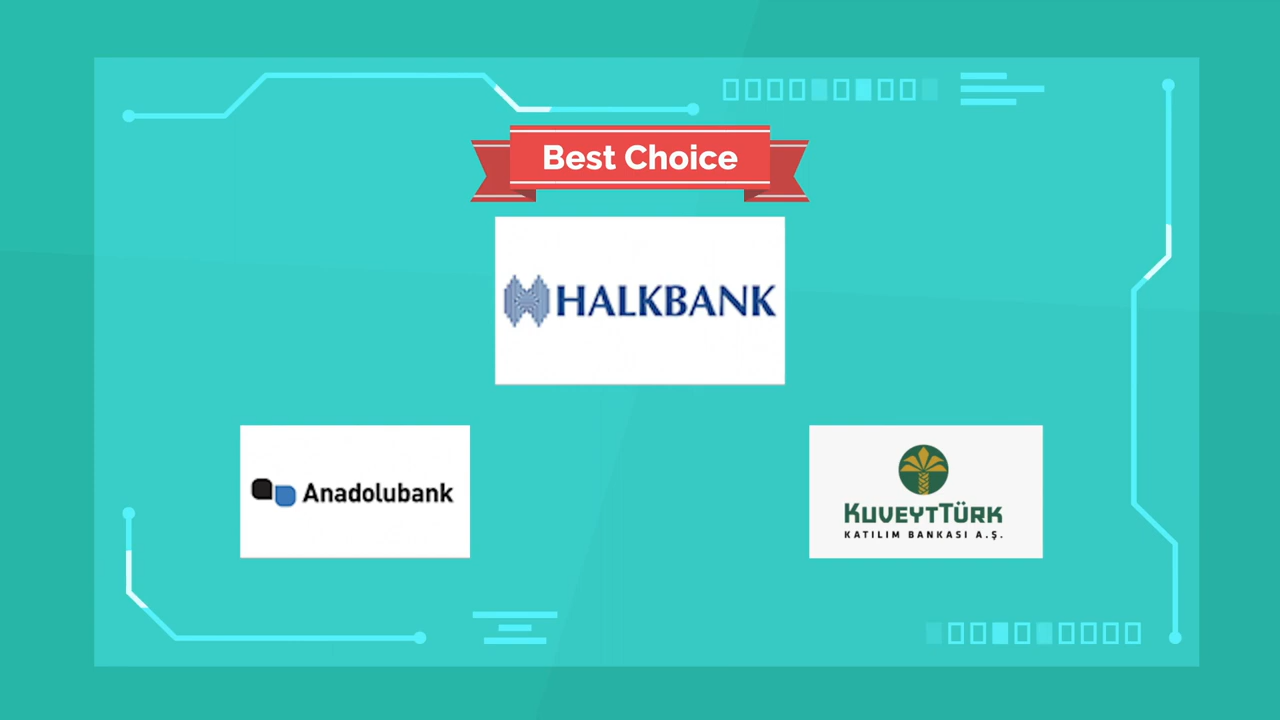 Best Choice
HALKBANK
Anadolubank
KUVEYTTÜRK
KATILIM BANKASI A.Ş.